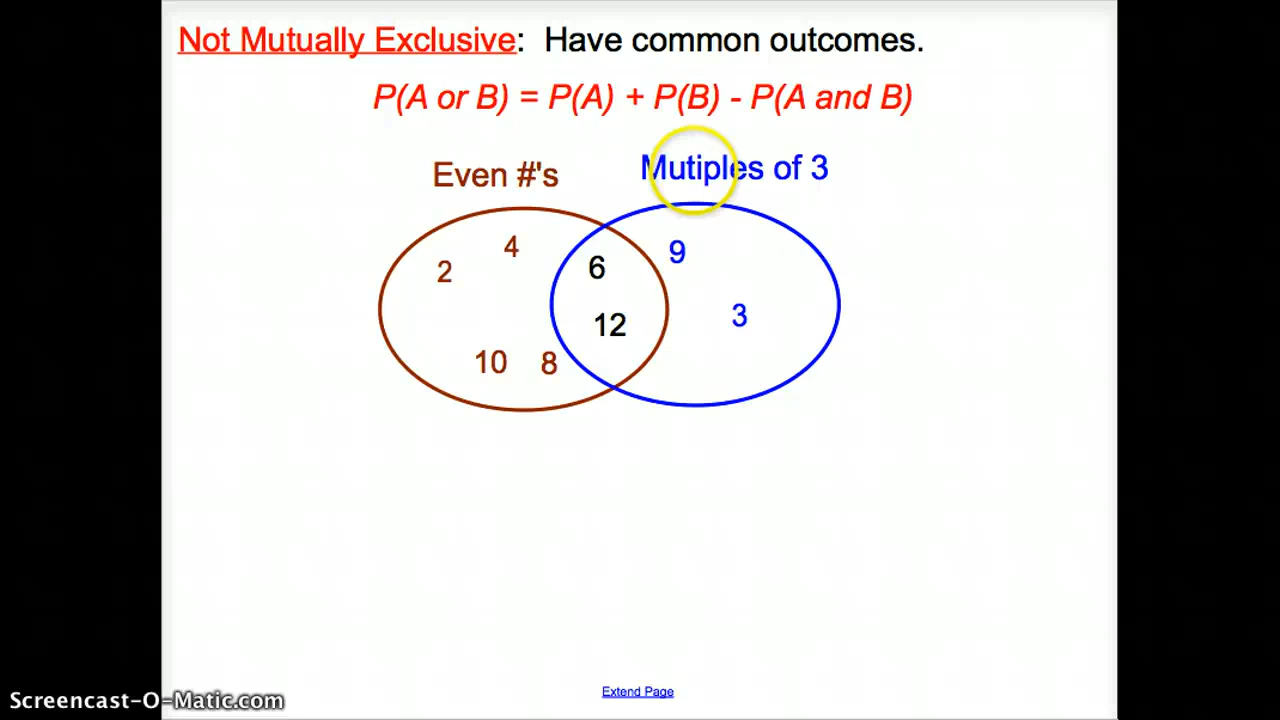 Not Mutually Exclusive: Have common outcomes.
P(A or B) = P(A) + P(B) - P(A and B)
Even #'s
Mutiples of 3
4
2
10 8
6
12
9
3
Extend Page
Screencast-O-Matic.com